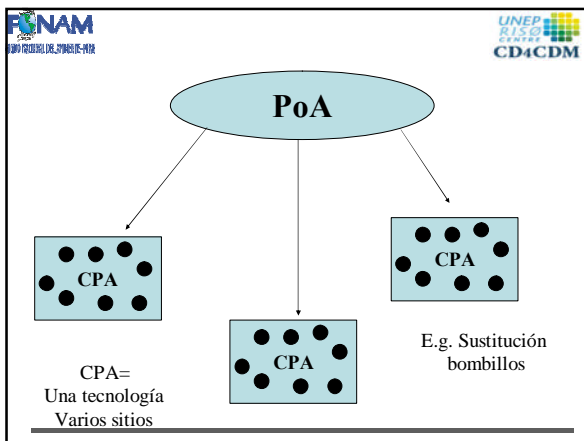 FONAM
UNEP
RISØ
CENTRE
CD4CDM
PoA
CPA
CPA
CPA
CPA=
Una tecnología
Varios sitios
E.g. Sustitución
bombillos